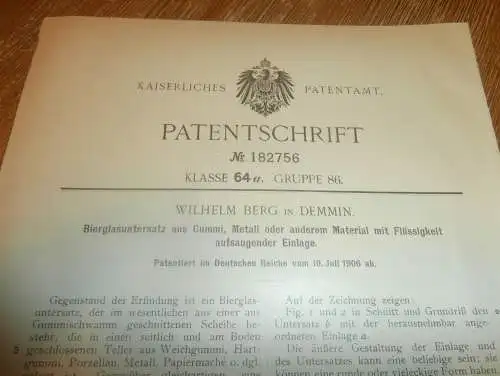 KAISERLICHES PATENTAMT.
PATENTSCHRIFT
№ 182756
KLASSE 64a. GRUPPE 86.
WILHELM BERG IN DEMMIN.
Bierglasuntersatz aus Gummi, Metall oder anderem Material mit Flüssigkeit
aufsaugender Einlage.
Patentiert im Deutschen Reiche vom 10. Juli 1906 ab.
Gegenstand der Erfindung ist ein Bierglas-
untersatz, der im wesentlichen aus einer aus
Gummischwamm geschnittenen Scheibe be-
steht, die in einen seitlich und am Boden
5 geschlossenen Teller aus Weichgummi, Hart-
gummi, Porzellan, Metall, Papiermaché o. dgl.
Auf der Zeichnung zeigen
Fig. 1 und 2 in Schnitt und Grundriß den
Untersatz b mit der herausnehmbar ange-
ordneten Einlage a.
Die äußere Gestaltung der Einlage und
des Untersatzes kann eine beliebige sein; sie
können eine runde oder vieleckige Form haben